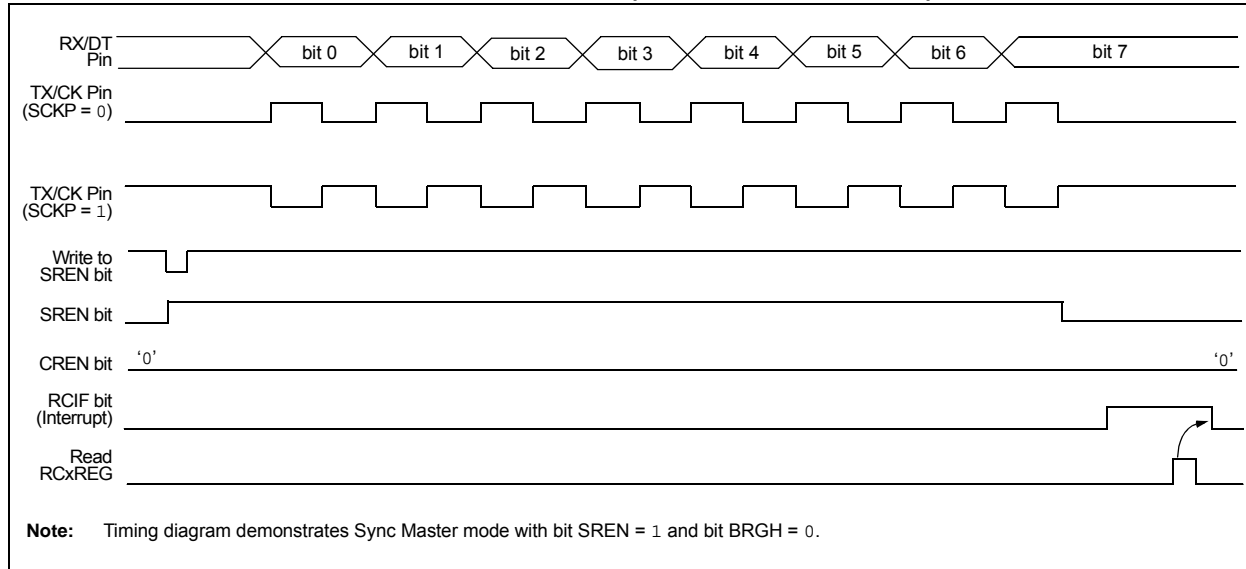 RX/DT
Pin
bit 0 bit 1 bit 2 bit 3 bit 4 bit 5 bit 6 bit 7
TX/CK Pin
(SCKP = 0)
TX/CK Pin
(SCKP = 1)
Write to
SREN bit
SREN bit
CREN bit ‘0’ ‘0’
RCIF bit
(Interrupt)
Read
RCxREG
Note: Timing diagram demonstrates Sync Master mode with bit SREN = 1 and bit BRGH = 0.